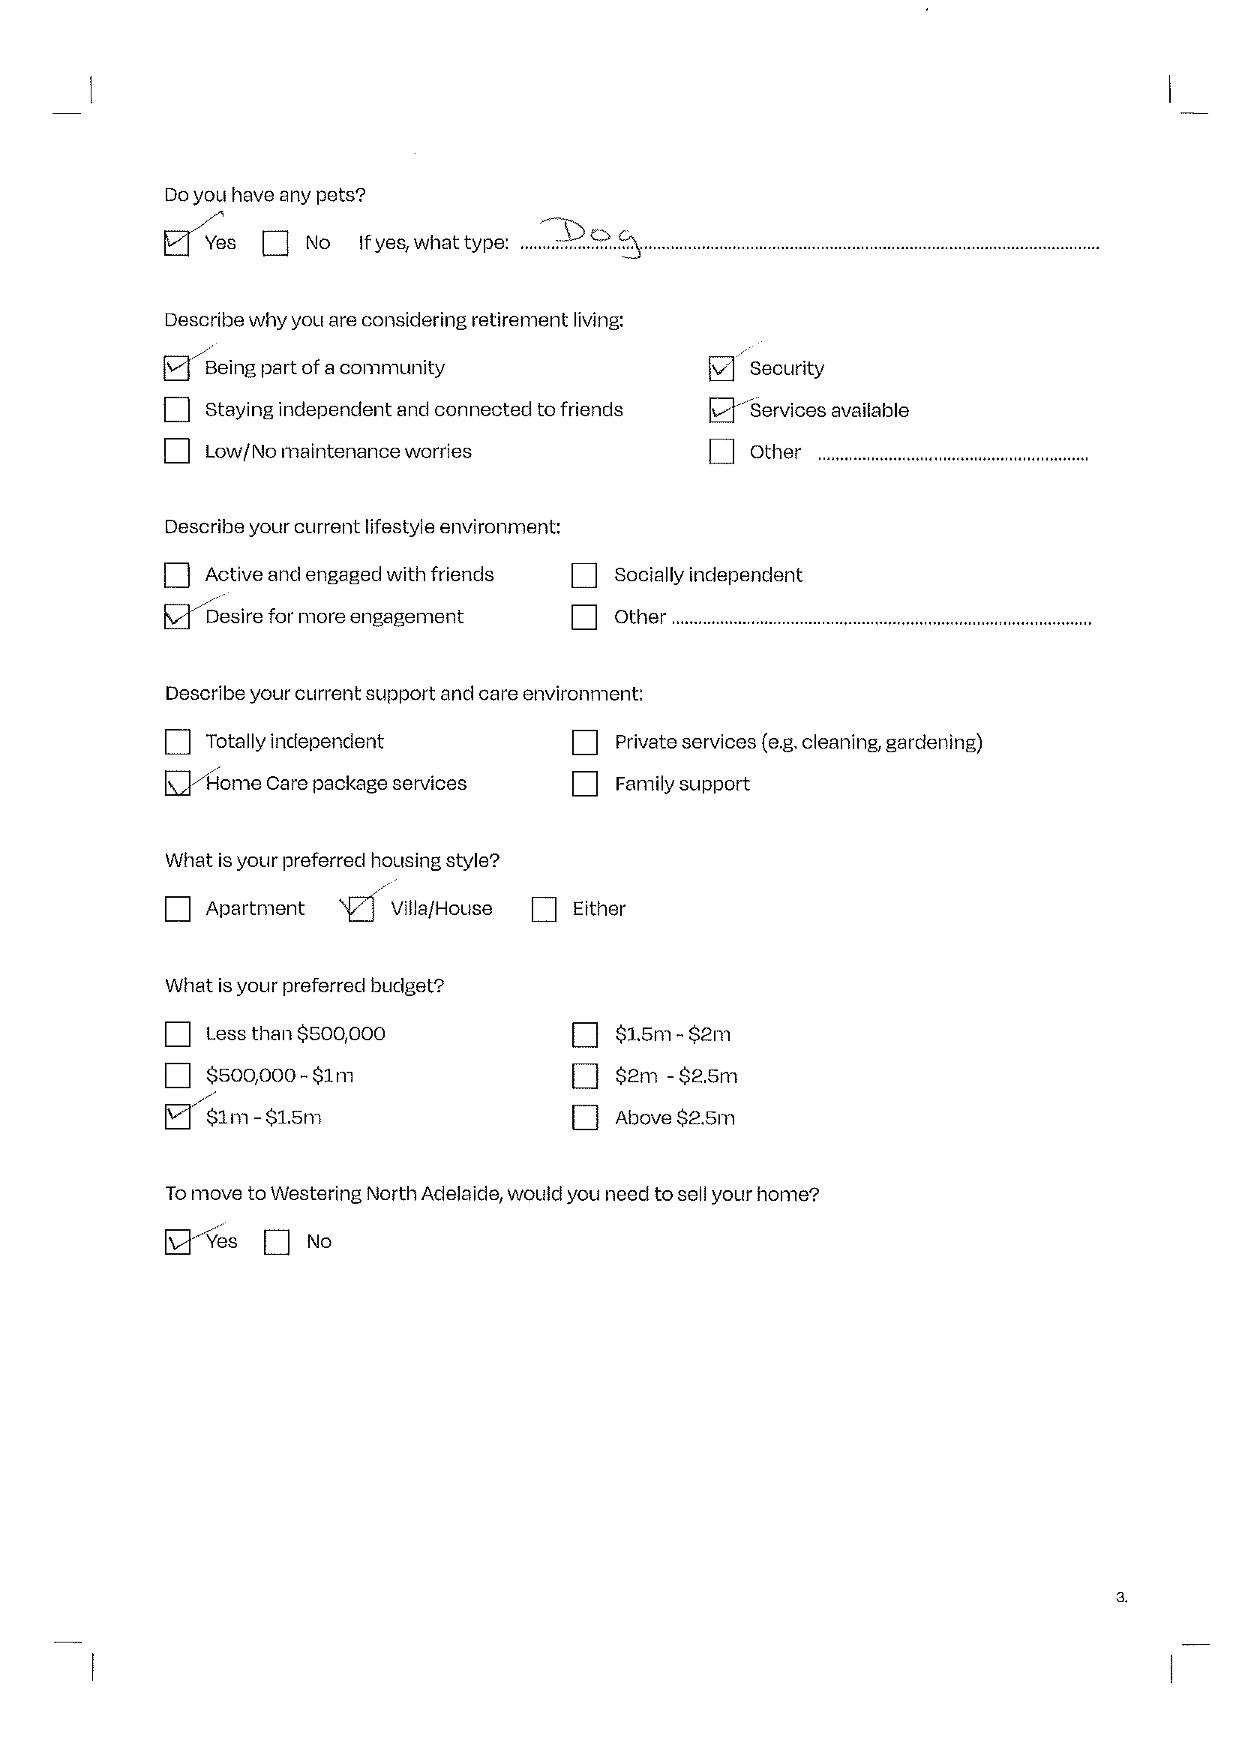 Do you have any pets?
☑ Yes ☐ No If yes, what type: Dog
Describe why you are considering retirement living:
☑ Being part of a community ☑ Security
☐ Staying independent and connected to friends ☑ Services available
☐ Low/No maintenance worries ☐ Other
Describe your current lifestyle environment:
☐ Active and engaged with friends ☐ Socially independent
☑ Desire for more engagement ☐ Other
Describe your current support and care environment:
☐ Totally independent ☐ Private services (e.g. cleaning, gardening)
☑ Home Care package services ☐ Family support
What is your preferred housing style?
☐ Apartment ☑ Villa/House ☐ Either
What is your preferred budget?
☐ Less than $500,000 ☐ $1.5m - $2m
☐ $500,000 - $1m ☐ $2m - $2.5m
☑ $1m - $1.5m ☐ Above $2.5m
To move to Westering North Adelaide, would you need to sell your home?
☑ Yes ☐ No
3.